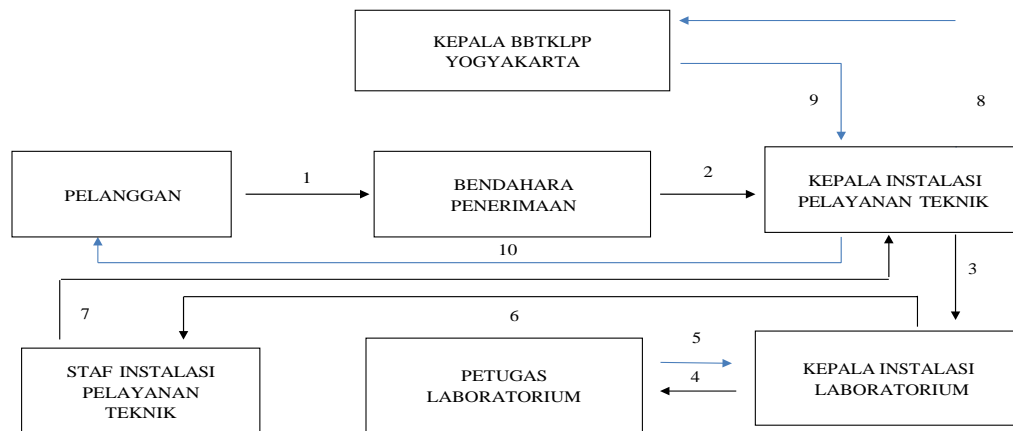 KEPALA BBTKLPP
YOGYAKARTA
9
8
PELANGGAN
1
BENDAHARA
PENERIMAAN
2
KEPALA INSTALASI
PELAYANAN TEKNIK
10
3
7
6
STAF INSTALASI
PELAYANAN
TEKNIK
PETUGAS
LABORATORIUM
5
4
KEPALA INSTALASI
LABORATORIUM